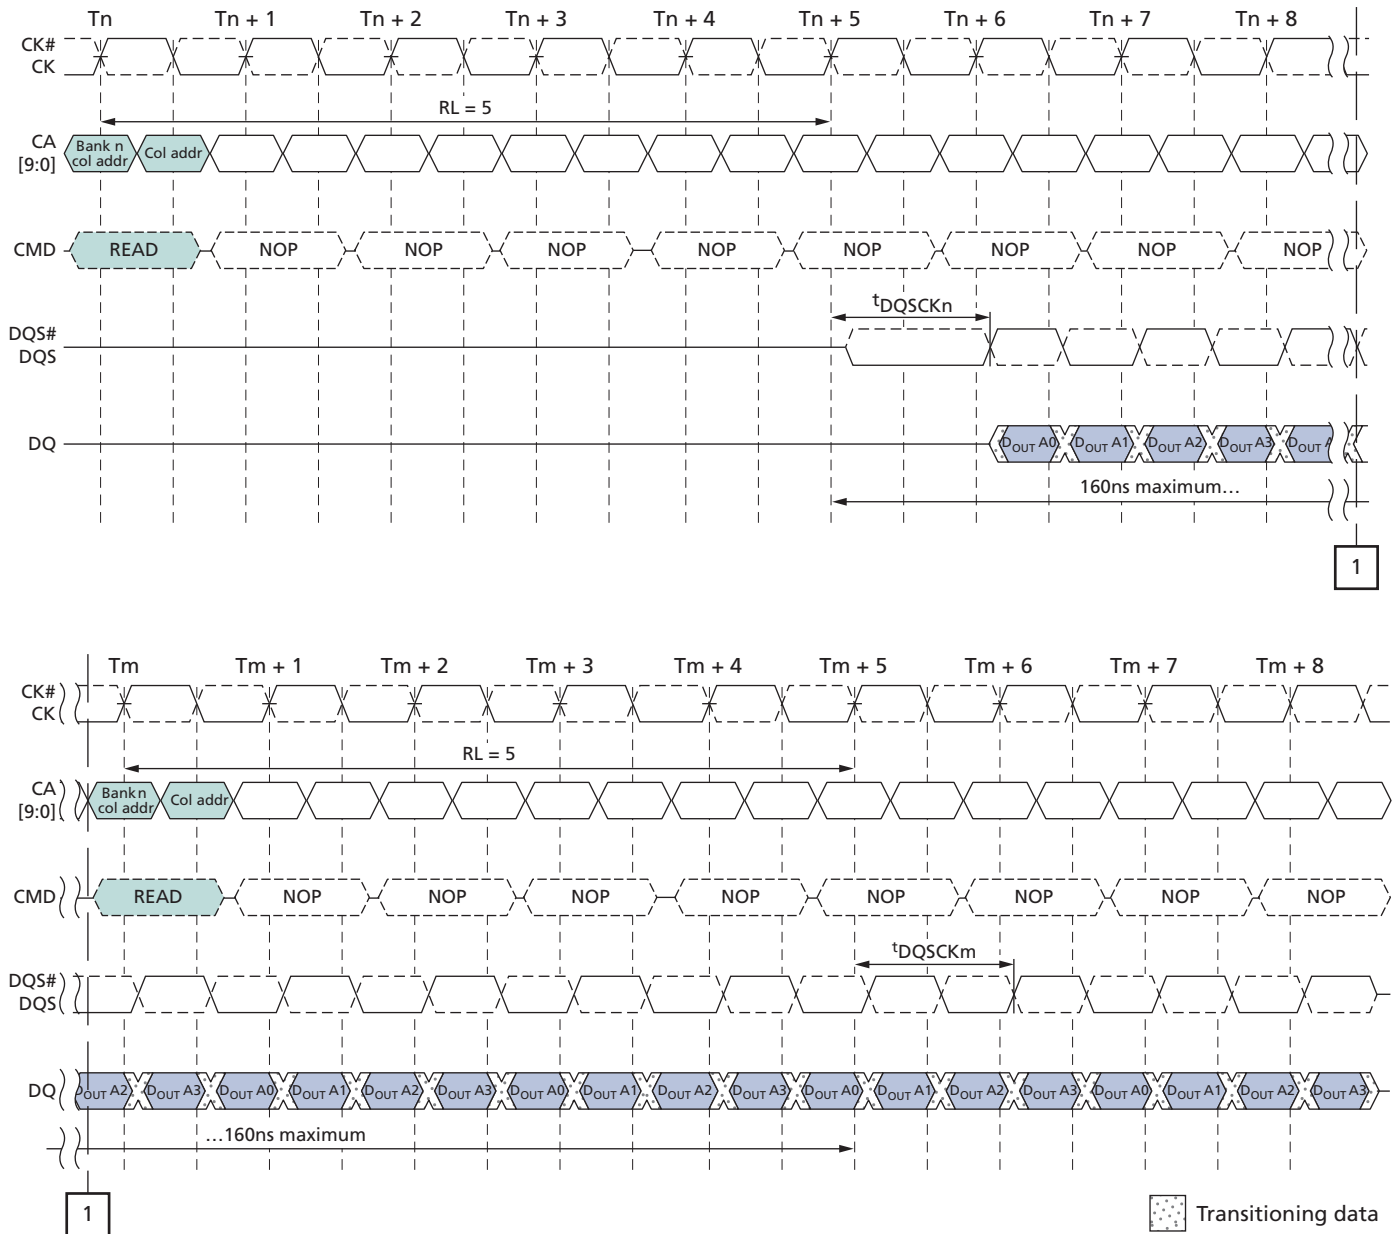 Tn Tn + 1 Tn + 2 Tn + 3 Tn + 4 Tn + 5 Tn + 6 Tn + 7 Tn + 8
CK#
CK
RL = 5
CA
[9:0]
Bank n
col addr
Col addr
CMD READ NOP NOP NOP NOP NOP NOP NOP NOP
tDQSCKn
DQS#
DQS
DQ DOUT A0 DOUT A1 DOUT A2 DOUT A3 DOUT A
160ns maximum…
1
Tm Tm + 1 Tm + 2 Tm + 3 Tm + 4 Tm + 5 Tm + 6 Tm + 7 Tm + 8
CK#
CK
RL = 5
CA
[9:0]
Bank n
col addr
Col addr
CMD READ NOP NOP NOP NOP NOP NOP NOP NOP
tDQSCKm
DQS#
DQS
DQ DOUT A2 DOUT A3 DOUT A0 DOUT A1 DOUT A2 DOUT A3 DOUT A0 DOUT A1 DOUT A2 DOUT A3 DOUT A0 DOUT A1 DOUT A2 DOUT A3 DOUT A0 DOUT A1 DOUT A2 DOUT A3
…160ns maximum
1
Transitioning data